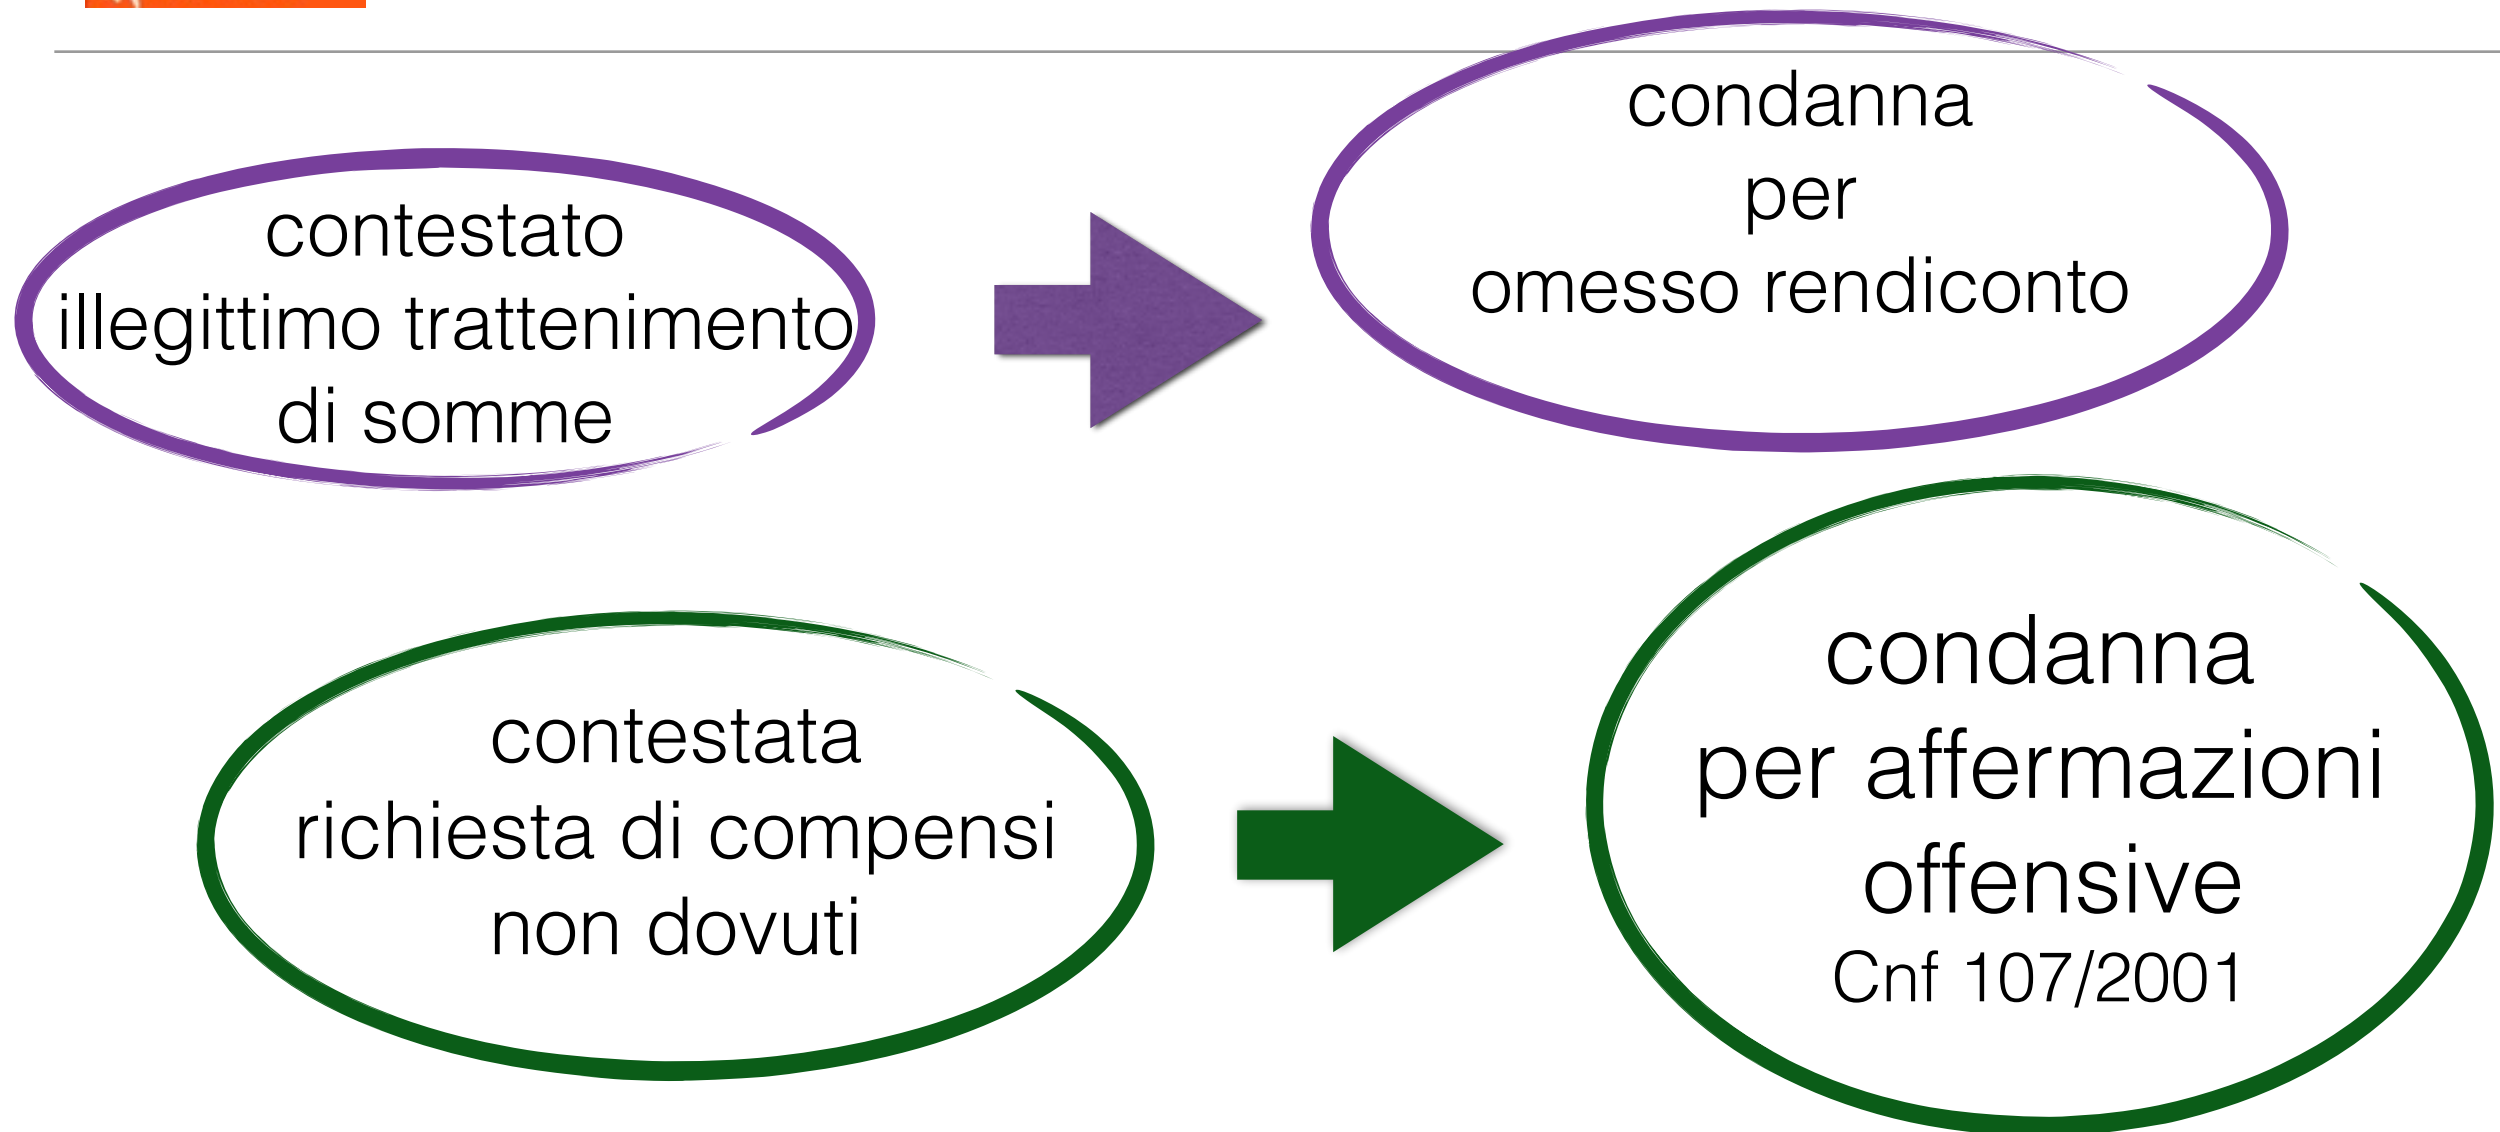 contestato
illegittimo trattenimento
di somme
condanna
per
omesso rendiconto
contestata
richiesta di compensi
non dovuti
condanna
per affermazioni
offensive
Cnf 107/2001